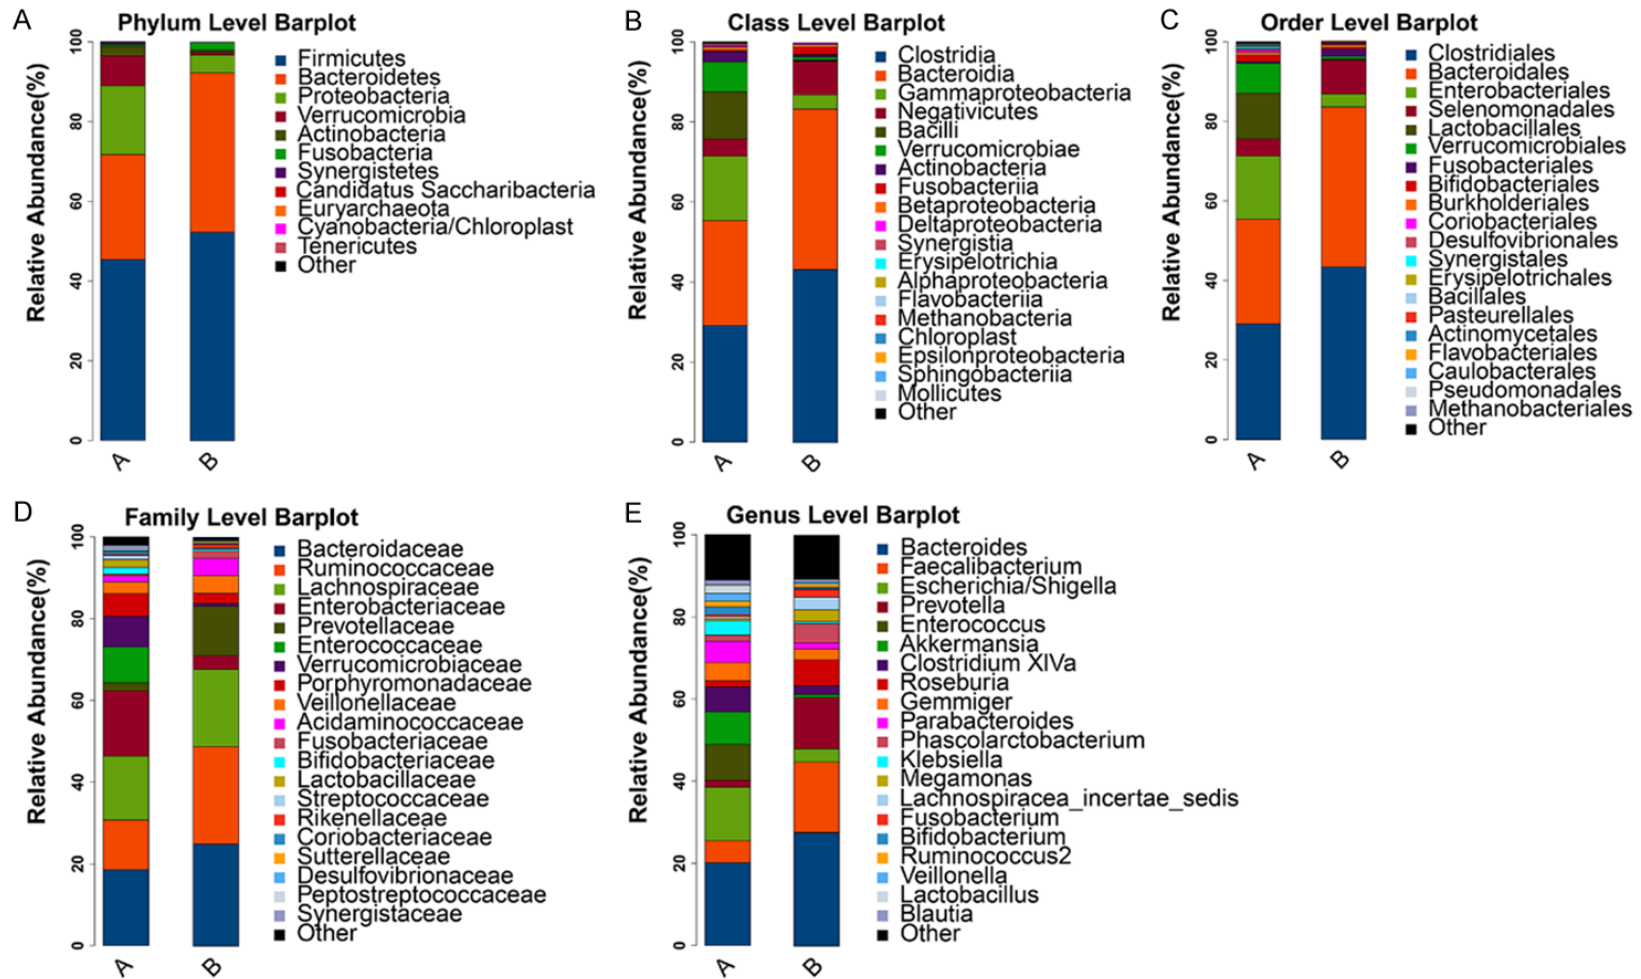 A
Phylum Level Barplot
Relative Abundance(%)
0
20
40
60
80
100
A
B
Firmicutes
Bacteroidetes
Proteobacteria
Verrucomicrobia
Actinobacteria
Fusobacteria
Synergistetes
Candidatus Saccharibacteria
Euryarchaeota
Cyanobacteria/Chloroplast
Tenericutes
Other
B
Class Level Barplot
Relative Abundance(%)
0
20
40
60
80
100
A
B
Clostridia
Bacteroidia
Gammaproteobacteria
Negativicutes
Bacilli
Verrucomicrobiae
Actinobacteria
Fusobacteriia
Betaproteobacteria
Deltaproteobacteria
Synergistia
Erysipelotrichia
Alphaproteobacteria
Flavobacteriia
Methanobacteria
Chloroplast
Epsilonproteobacteria
Sphingobacteriia
Mollicutes
Other
C
Order Level Barplot
Relative Abundance(%)
0
20
40
60
80
100
A
B
Clostridiales
Bacteroidales
Enterobacteriales
Selenomonadales
Lactobacillales
Verrucomicrobiales
Fusobacteriales
Bifidobacteriales
Burkholderiales
Coriobacteriales
Desulfovibrionales
Synergistales
Erysipelotrichales
Bacillales
Pasteurellales
Actinomycetales
Flavobacteriales
Caulobacterales
Pseudomonadales
Methanobacteriales
Other
D
Family Level Barplot
Relative Abundance(%)
0
20
40
60
80
100
A
B
Bacteroidaceae
Ruminococcaceae
Lachnospiraceae
Enterobacteriaceae
Prevotellaceae
Enterococcaceae
Verrucomicrobiaceae
Porphyromonadaceae
Veillonellaceae
Acidaminococcaceae
Fusobacteriaceae
Bifidobacteriaceae
Lactobacillaceae
Streptococcaceae
Rikenellaceae
Coriobacteriaceae
Sutterellaceae
Desulfovibrionaceae
Peptostreptococcaceae
Synergistaceae
Other
E
Genus Level Barplot
Relative Abundance(%)
0
20
40
60
80
100
A
B
Bacteroides
Faecalibacterium
Escherichia/Shigella
Prevotella
Enterococcus
Akkermansia
Clostridium XlVa
Roseburia
Gemmiger
Parabacteroides
Phascolarctobacterium
Klebsiella
Megamonas
Lachnospiracea_incertae_sedis
Fusobacterium
Bifidobacterium
Ruminococcus2
Veillonella
Lactobacillus
Blautia
Other